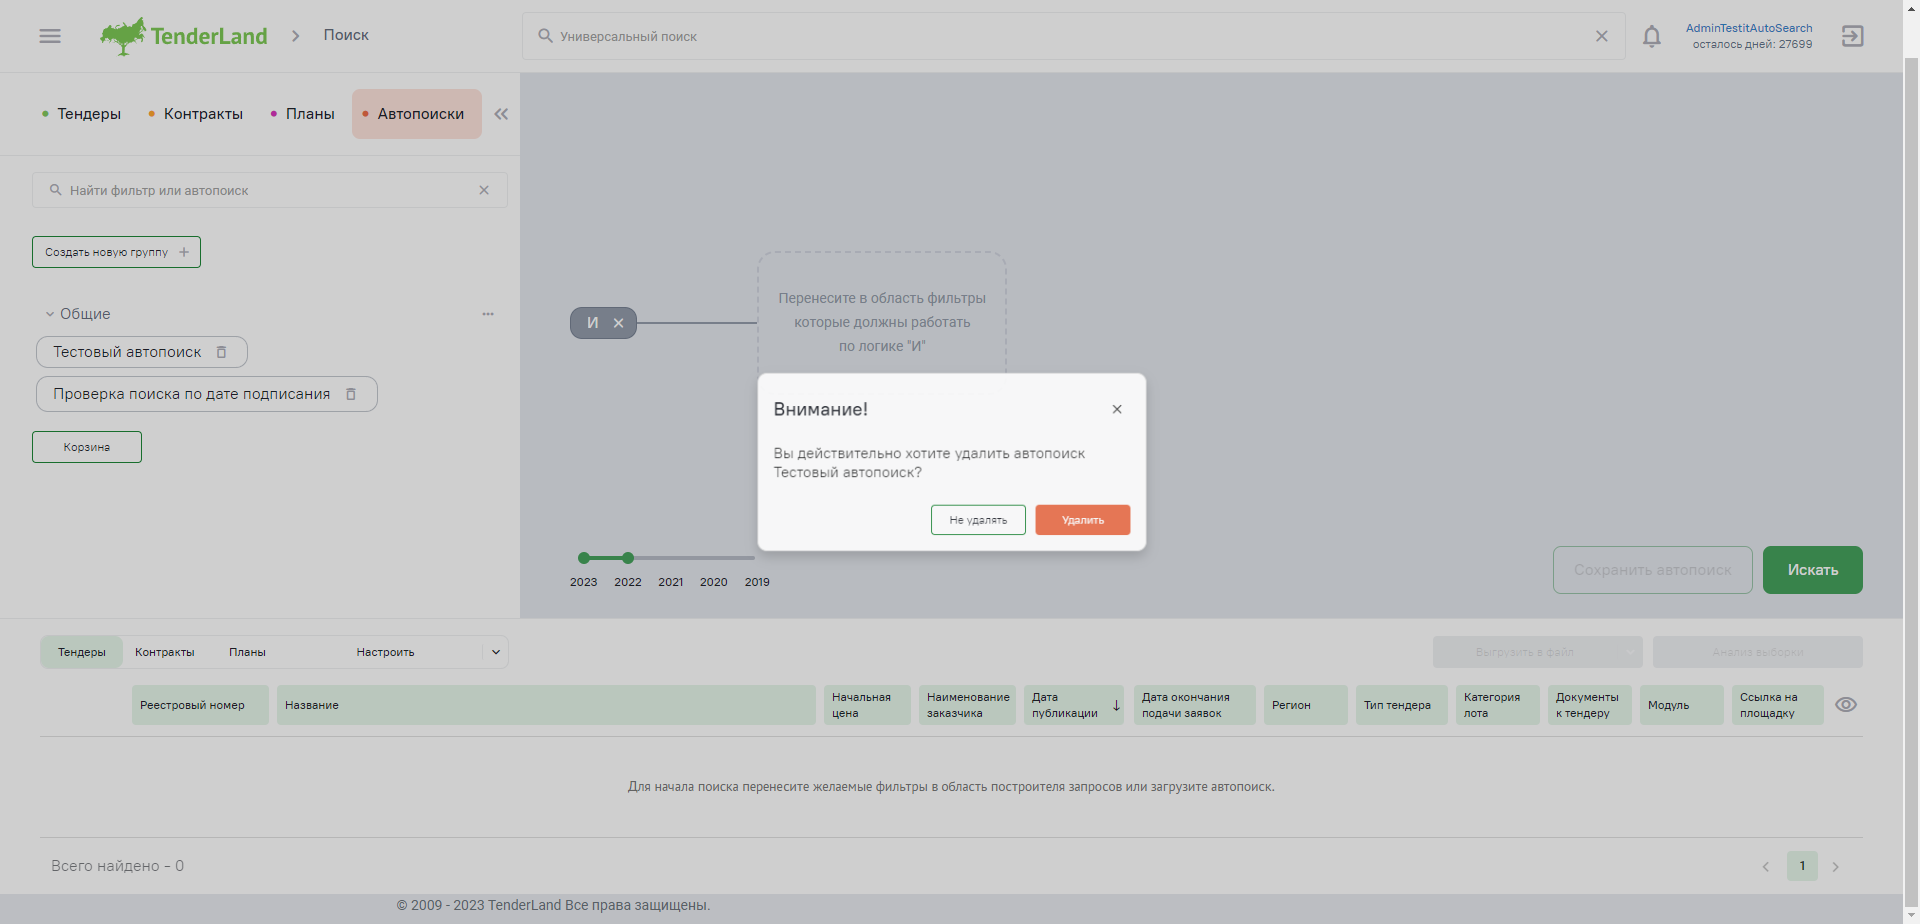 TenderLand
Поиск
Универсальный поиск
AdminTestitAutoSearch
осталось дней: 27699
Тендеры
Контракты
Планы
Автопоиски
Найти фильтр или автопоиск
Создать новую группу
Общие
Тестовый автопоиск
Проверка поиска по дате подписания
Корзина
И
Перенесите в область фильтры
которые должны работать
по логике "И"
Внимание!
Вы действительно хотите удалить автопоиск
Тестовый автопоиск?
Не удалять
Удалить
2023 2022 2021 2020 2019
Сохранить автопоиск
Искать
Тендеры
Контракты
Планы
Настроить
Выгрузить в файл
Анализ выборки
Реестровый номер
Название
Начальная
цена
Наименование
заказчика
Дата
публикации
Дата окончания
подачи заявок
Регион
Тип тендера
Категория
лота
Документы
к тендеру
Модуль
Ссылка на
площадку
Для начала поиска перенесите желаемые фильтры в область построителя запросов или загрузите автопоиск.
Всего найдено - 0
1
© 2009 - 2023 TenderLand Все права защищены.